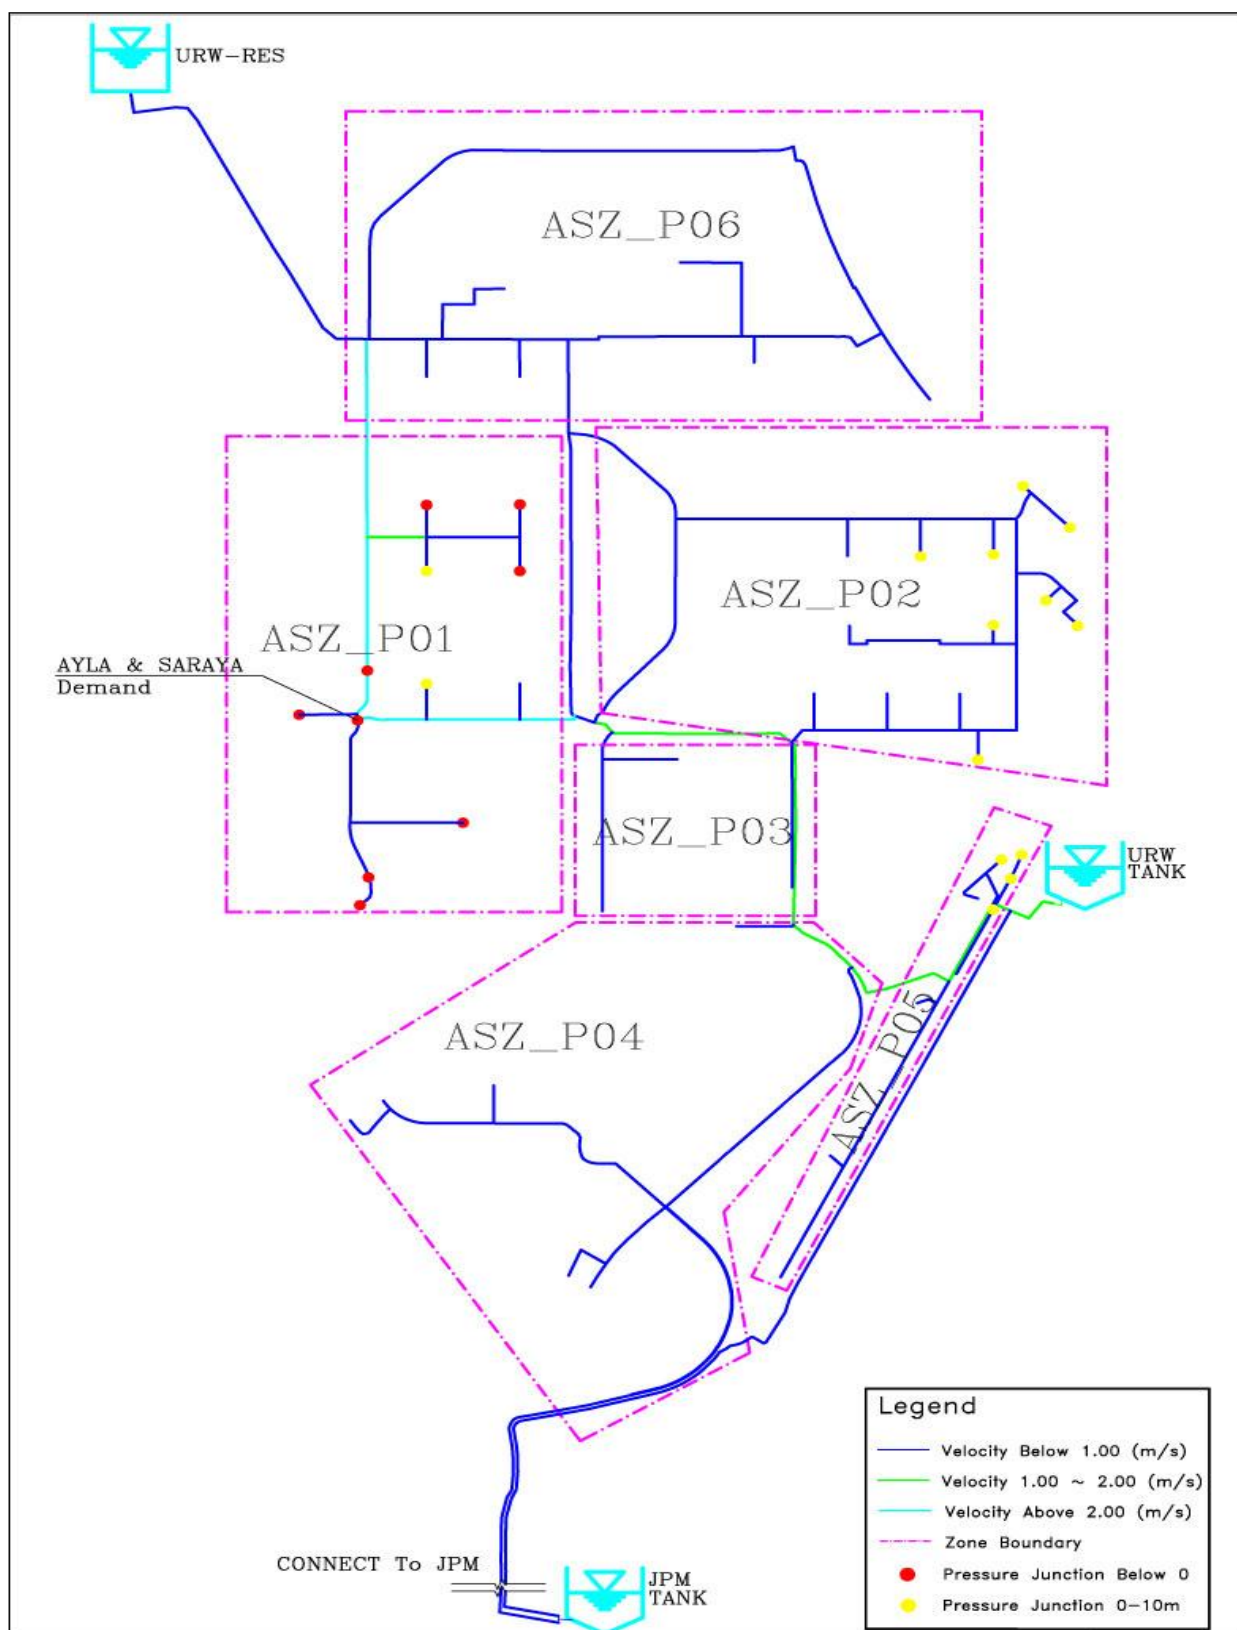 URW-RES
ASZ_P06
ASZ_P02
ASZ_P01
AYLA & SARAYA
Demand
ASZ_P03
URW
TANK
ASZ_P05
ASZ_P04
Legend
Velocity Below 1.00 (m/s)
Velocity 1.00 ~ 2.00 (m/s)
Velocity Above 2.00 (m/s)
Zone Boundary
Pressure Junction Below 0
Pressure Junction 0-10m
CONNECT To JPM
JPM
TANK